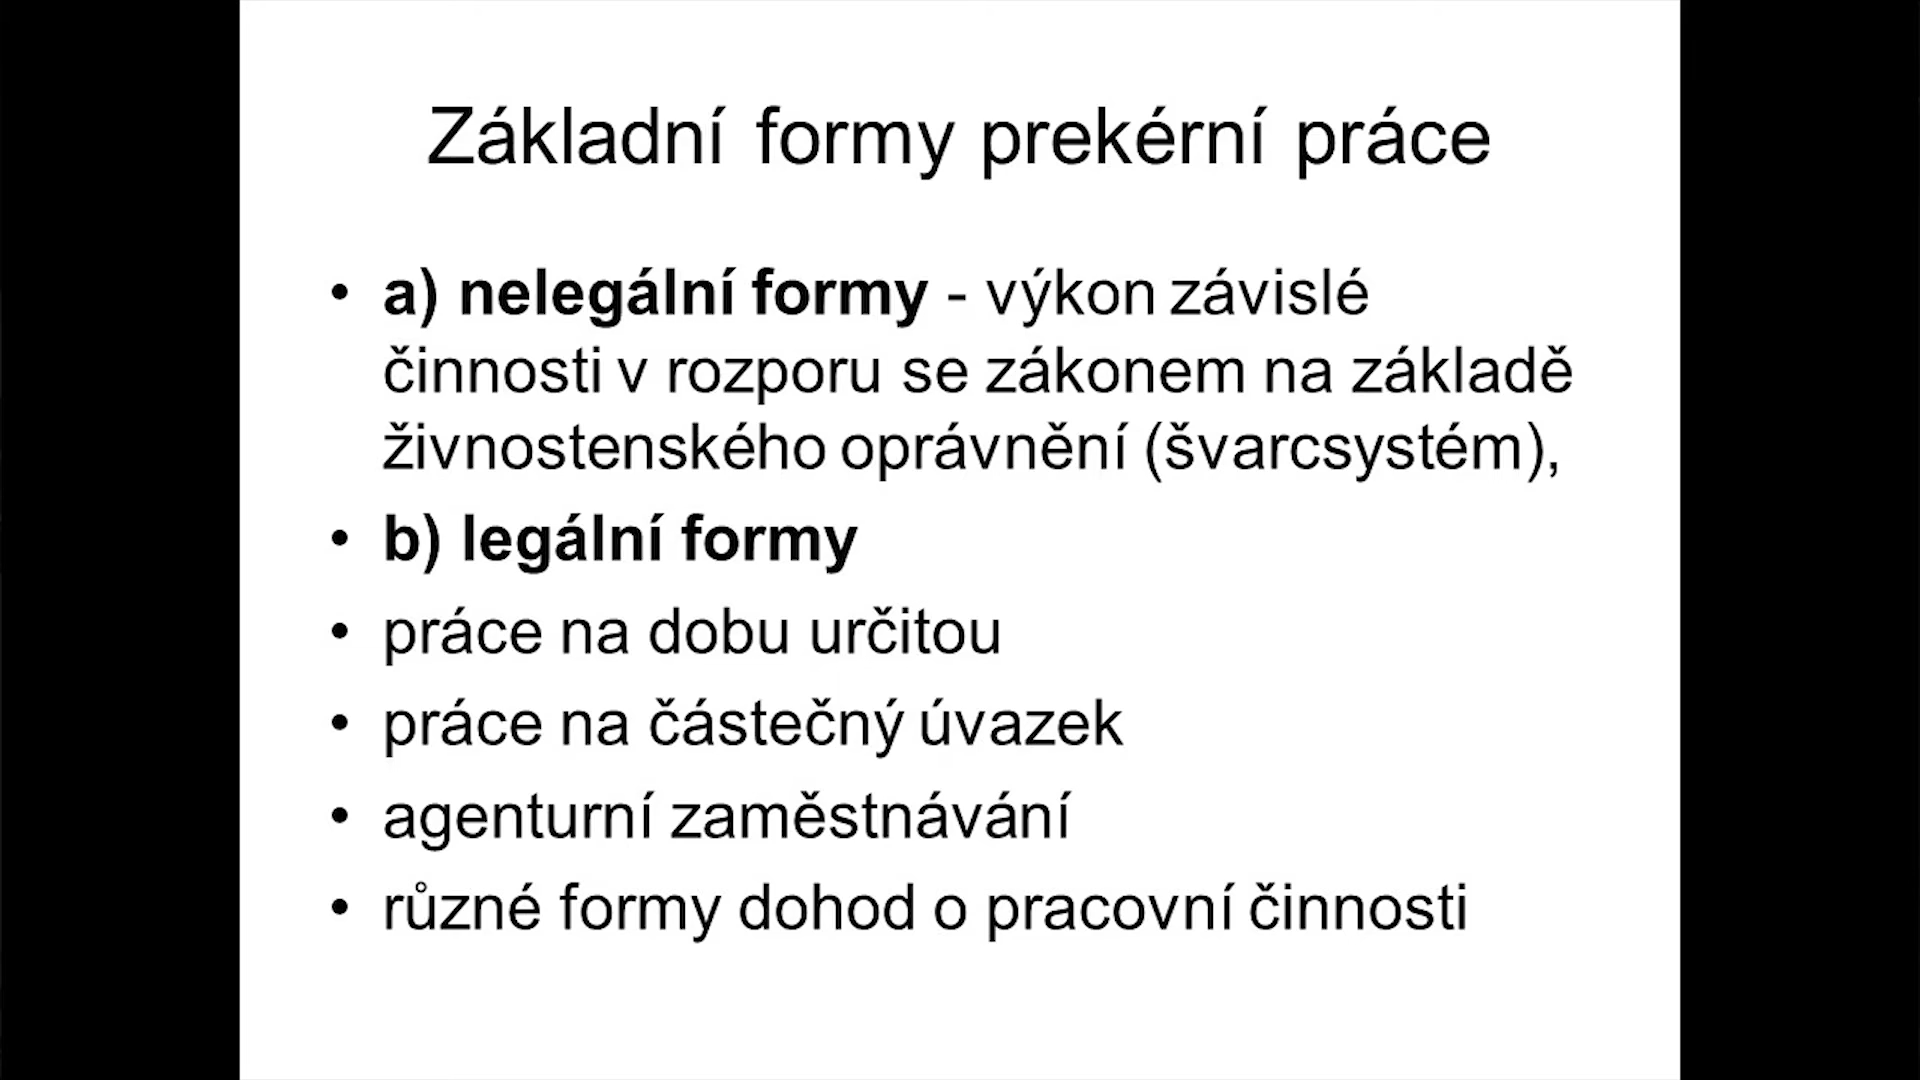 Základní formy prekérní práce
• a) nelegální formy - výkon závislé
činnosti v rozporu se zákonem na základě
živnostenského oprávnění (švarcsystém),
• b) legální formy
• práce na dobu určitou
• práce na částečný úvazek
• agenturní zaměstnávání
• různé formy dohod o pracovní činnosti